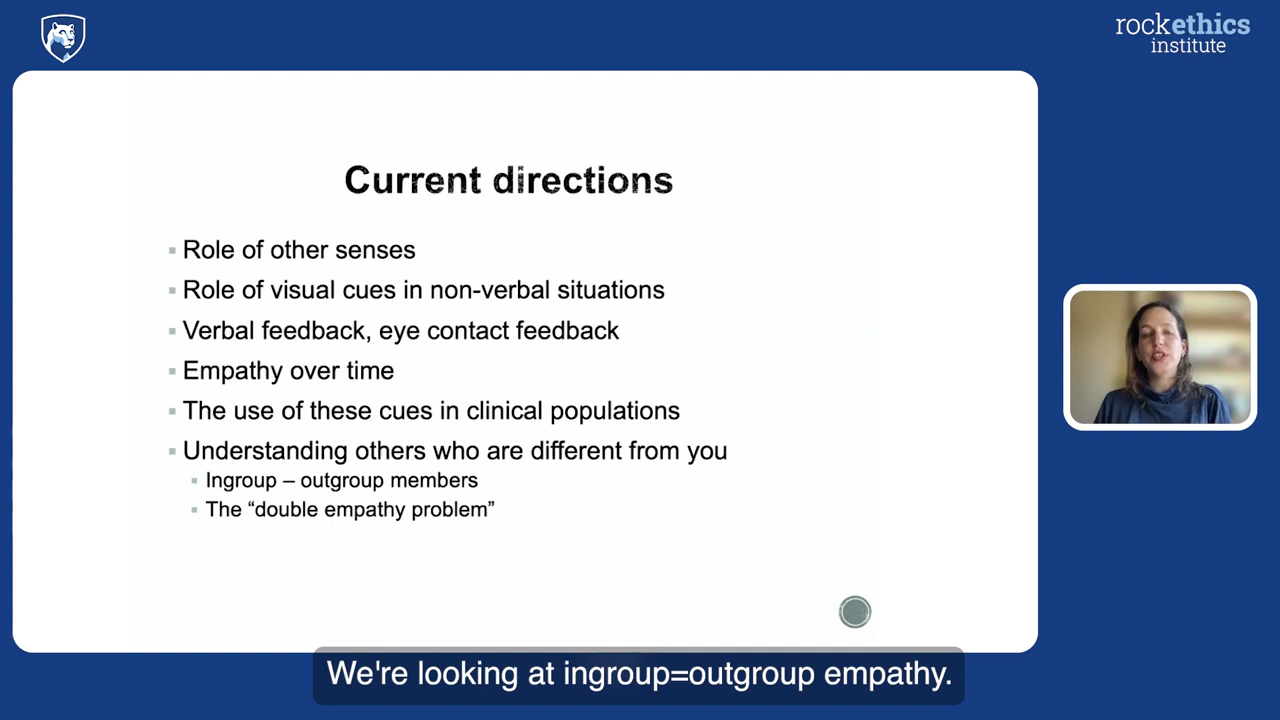 rockethics
institute
Current directions
Role of other senses
Role of visual cues in non-verbal situations
Verbal feedback, eye contact feedback
Empathy over time
The use of these cues in clinical populations
Understanding others who are different from you
Ingroup – outgroup members
The “double empathy problem”
We're looking at ingroup=outgroup empathy.